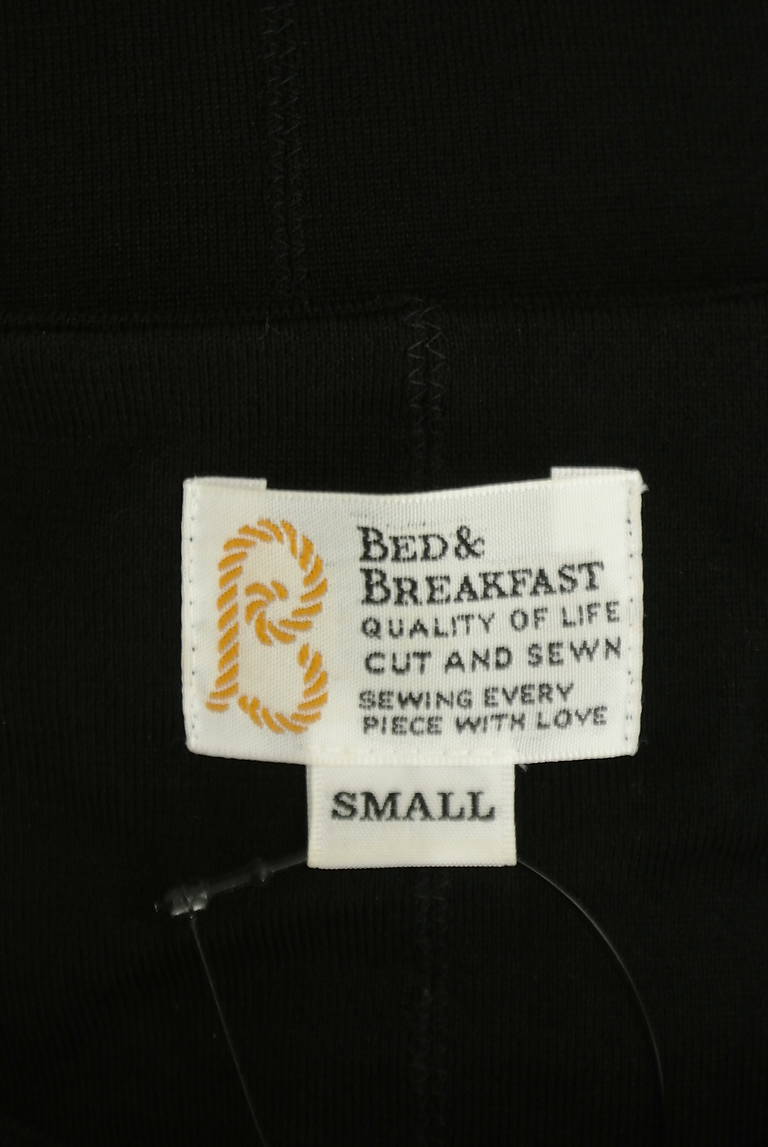 BED &
BREAKFAST
QUALITY OF LIFE
CUT AND SEWN
SEWING EVERY
PIECE WITH LOVE
SMALL